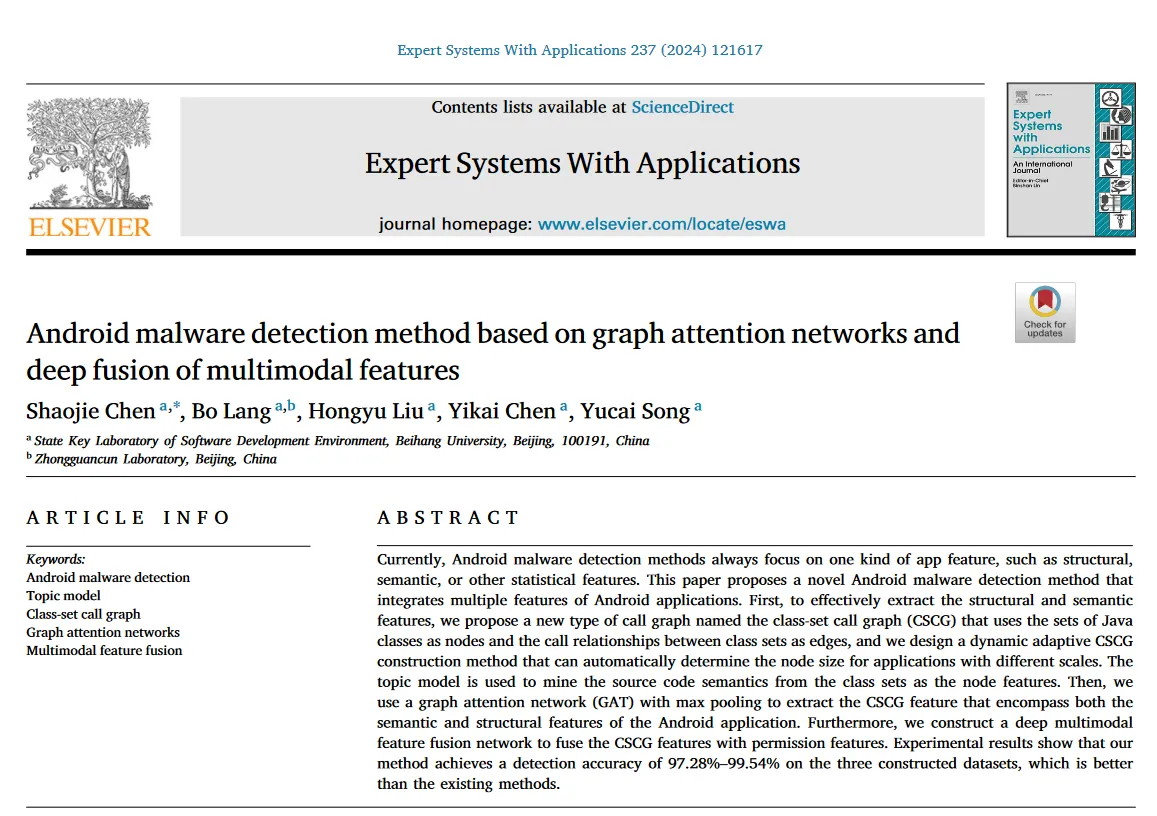 Expert Systems With Applications 237 (2024) 121617
Contents lists available at ScienceDirect
Expert Systems With Applications
journal homepage: www.elsevier.com/locate/eswa
ELSEVIER
Expert
Systems
with
Applications
An International
Journal
Editor-in-Chief
Binshan Lin
Check for
updates
Android malware detection method based on graph attention networks and
deep fusion of multimodal features
Shaojie Chen a,*, Bo Lang a,b, Hongyu Liu a, Yikai Chen a, Yucai Song a
a State Key Laboratory of Software Development Environment, Beihang University, Beijing, 100191, China
b Zhongguancun Laboratory, Beijing, China
ARTICLE INFO
Keywords:
Android malware detection
Topic model
Class-set call graph
Graph attention networks
Multimodal feature fusion
ABSTRACT
Currently, Android malware detection methods always focus on one kind of app feature, such as structural,
semantic, or other statistical features. This paper proposes a novel Android malware detection method that
integrates multiple features of Android applications. First, to effectively extract the structural and semantic
features, we propose a new type of call graph named the class-set call graph (CSCG) that uses the sets of Java
classes as nodes and the call relationships between class sets as edges, and we design a dynamic adaptive CSCG
construction method that can automatically determine the node size for applications with different scales. The
topic model is used to mine the source code semantics from the class sets as the node features. Then, we
use a graph attention network (GAT) with max pooling to extract the CSCG feature that encompass both the
semantic and structural features of the Android application. Furthermore, we construct a deep multimodal
feature fusion network to fuse the CSCG features with permission features. Experimental results show that our
method achieves a detection accuracy of 97.28%–99.54% on the three constructed datasets, which is better
than the existing methods.